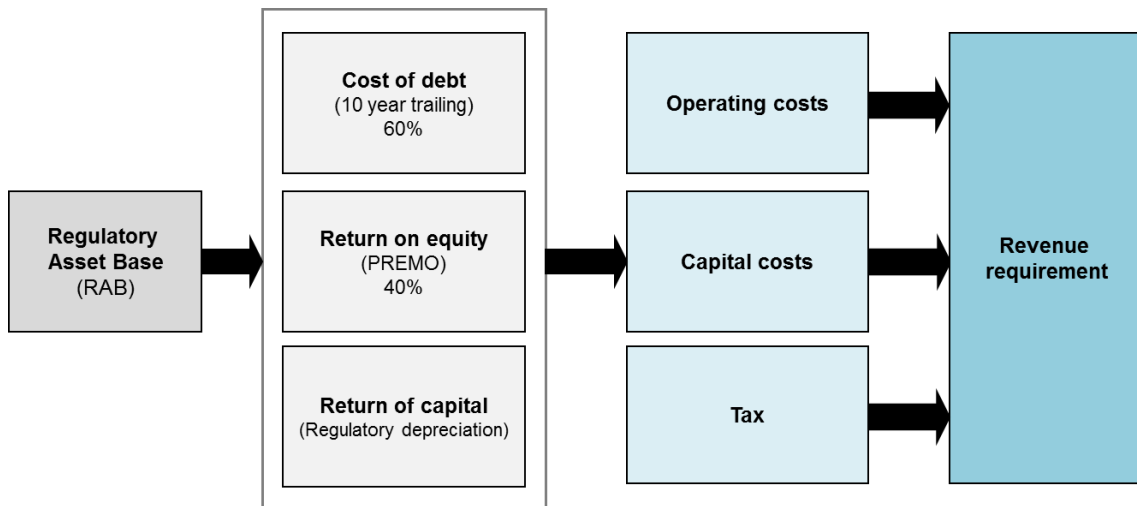 Regulatory
Asset Base
(RAB)
Cost of debt
(10 year trailing)
60%
Return on equity
(PREMO)
40%
Return of capital
(Regulatory depreciation)
Operating costs
Capital costs
Tax
Revenue
requirement